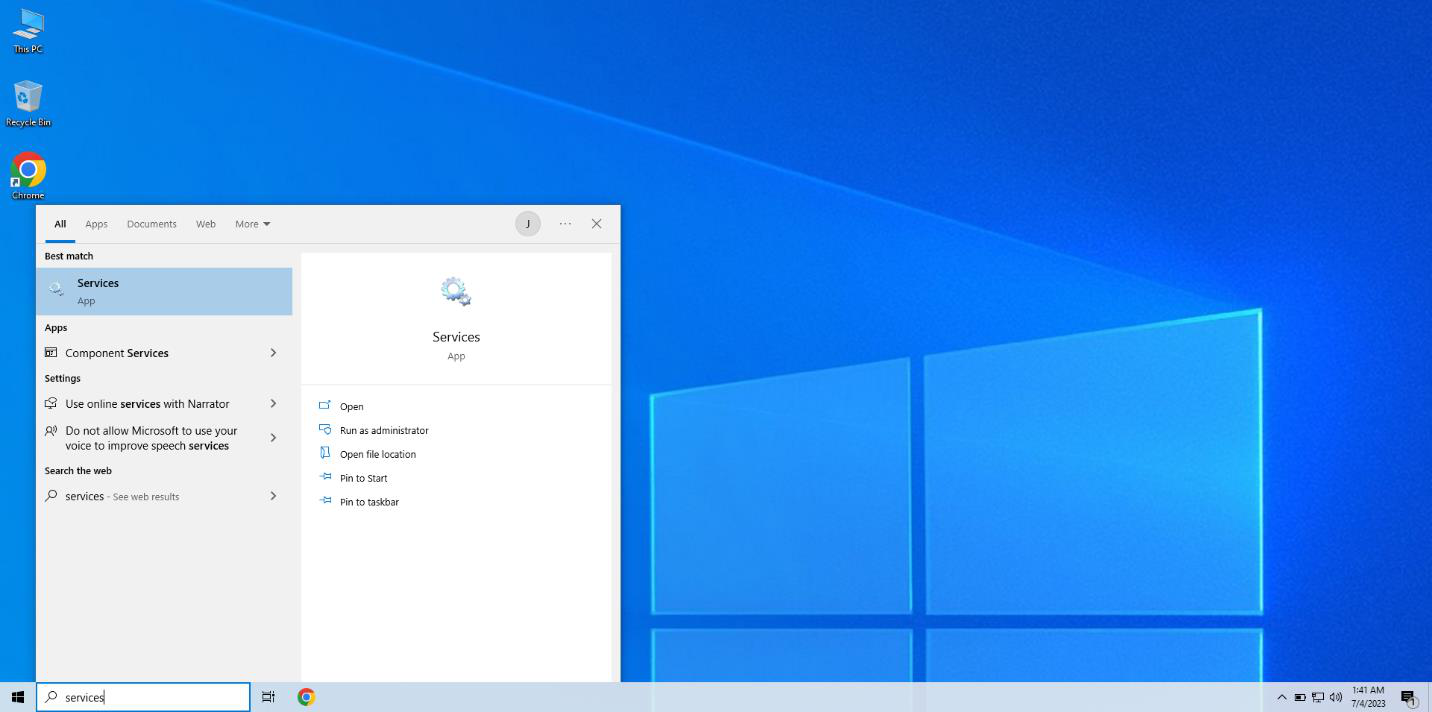 This PC
Recycle Bin
Chrome
All Apps Documents Web More J ...
Best match
Services
App
Apps
Component Services
Settings
Use online services with Narrator
Do not allow Microsoft to use your
voice to improve speech services
Search the web
services - See web results
Services
App
Open
Run as administrator
Open file location
Pin to Start
Pin to taskbar
services
1:41 AM
7/4/2023
1